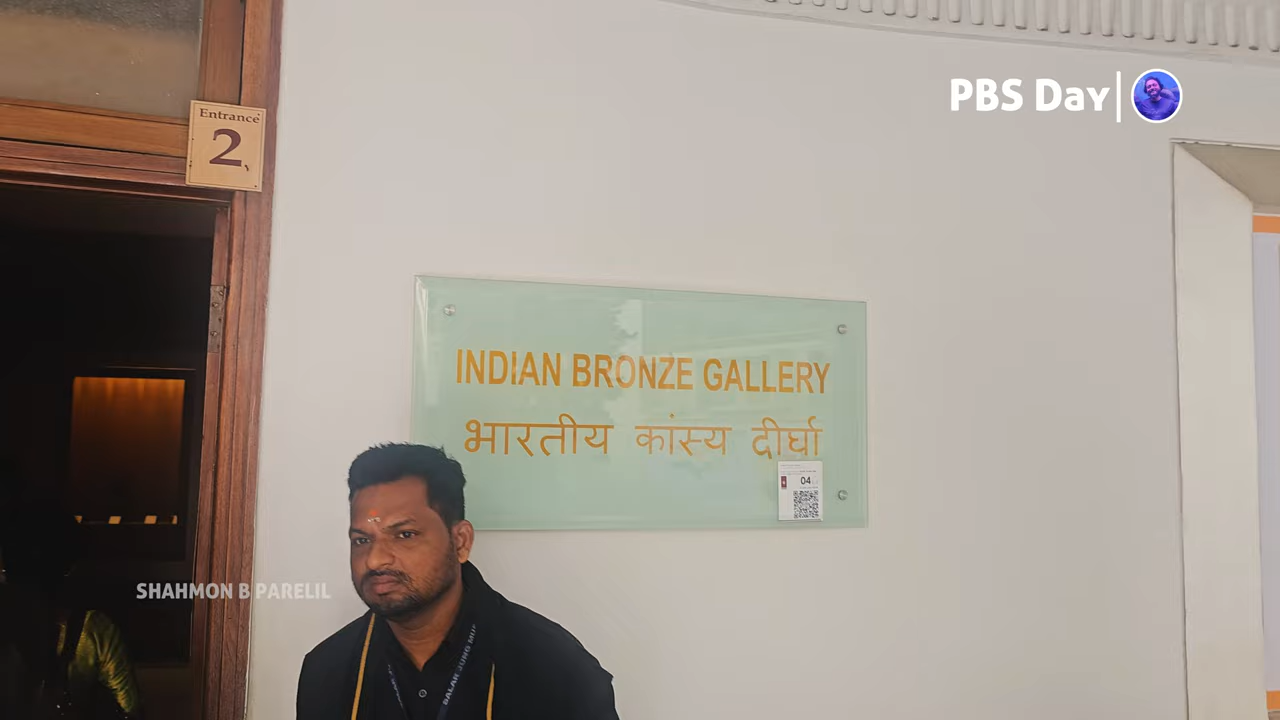 PBS Day
Entrance
2
INDIAN BRONZE GALLERY
भारतीय कांस्य दीर्घा
04
SHAHMON B PARELIL